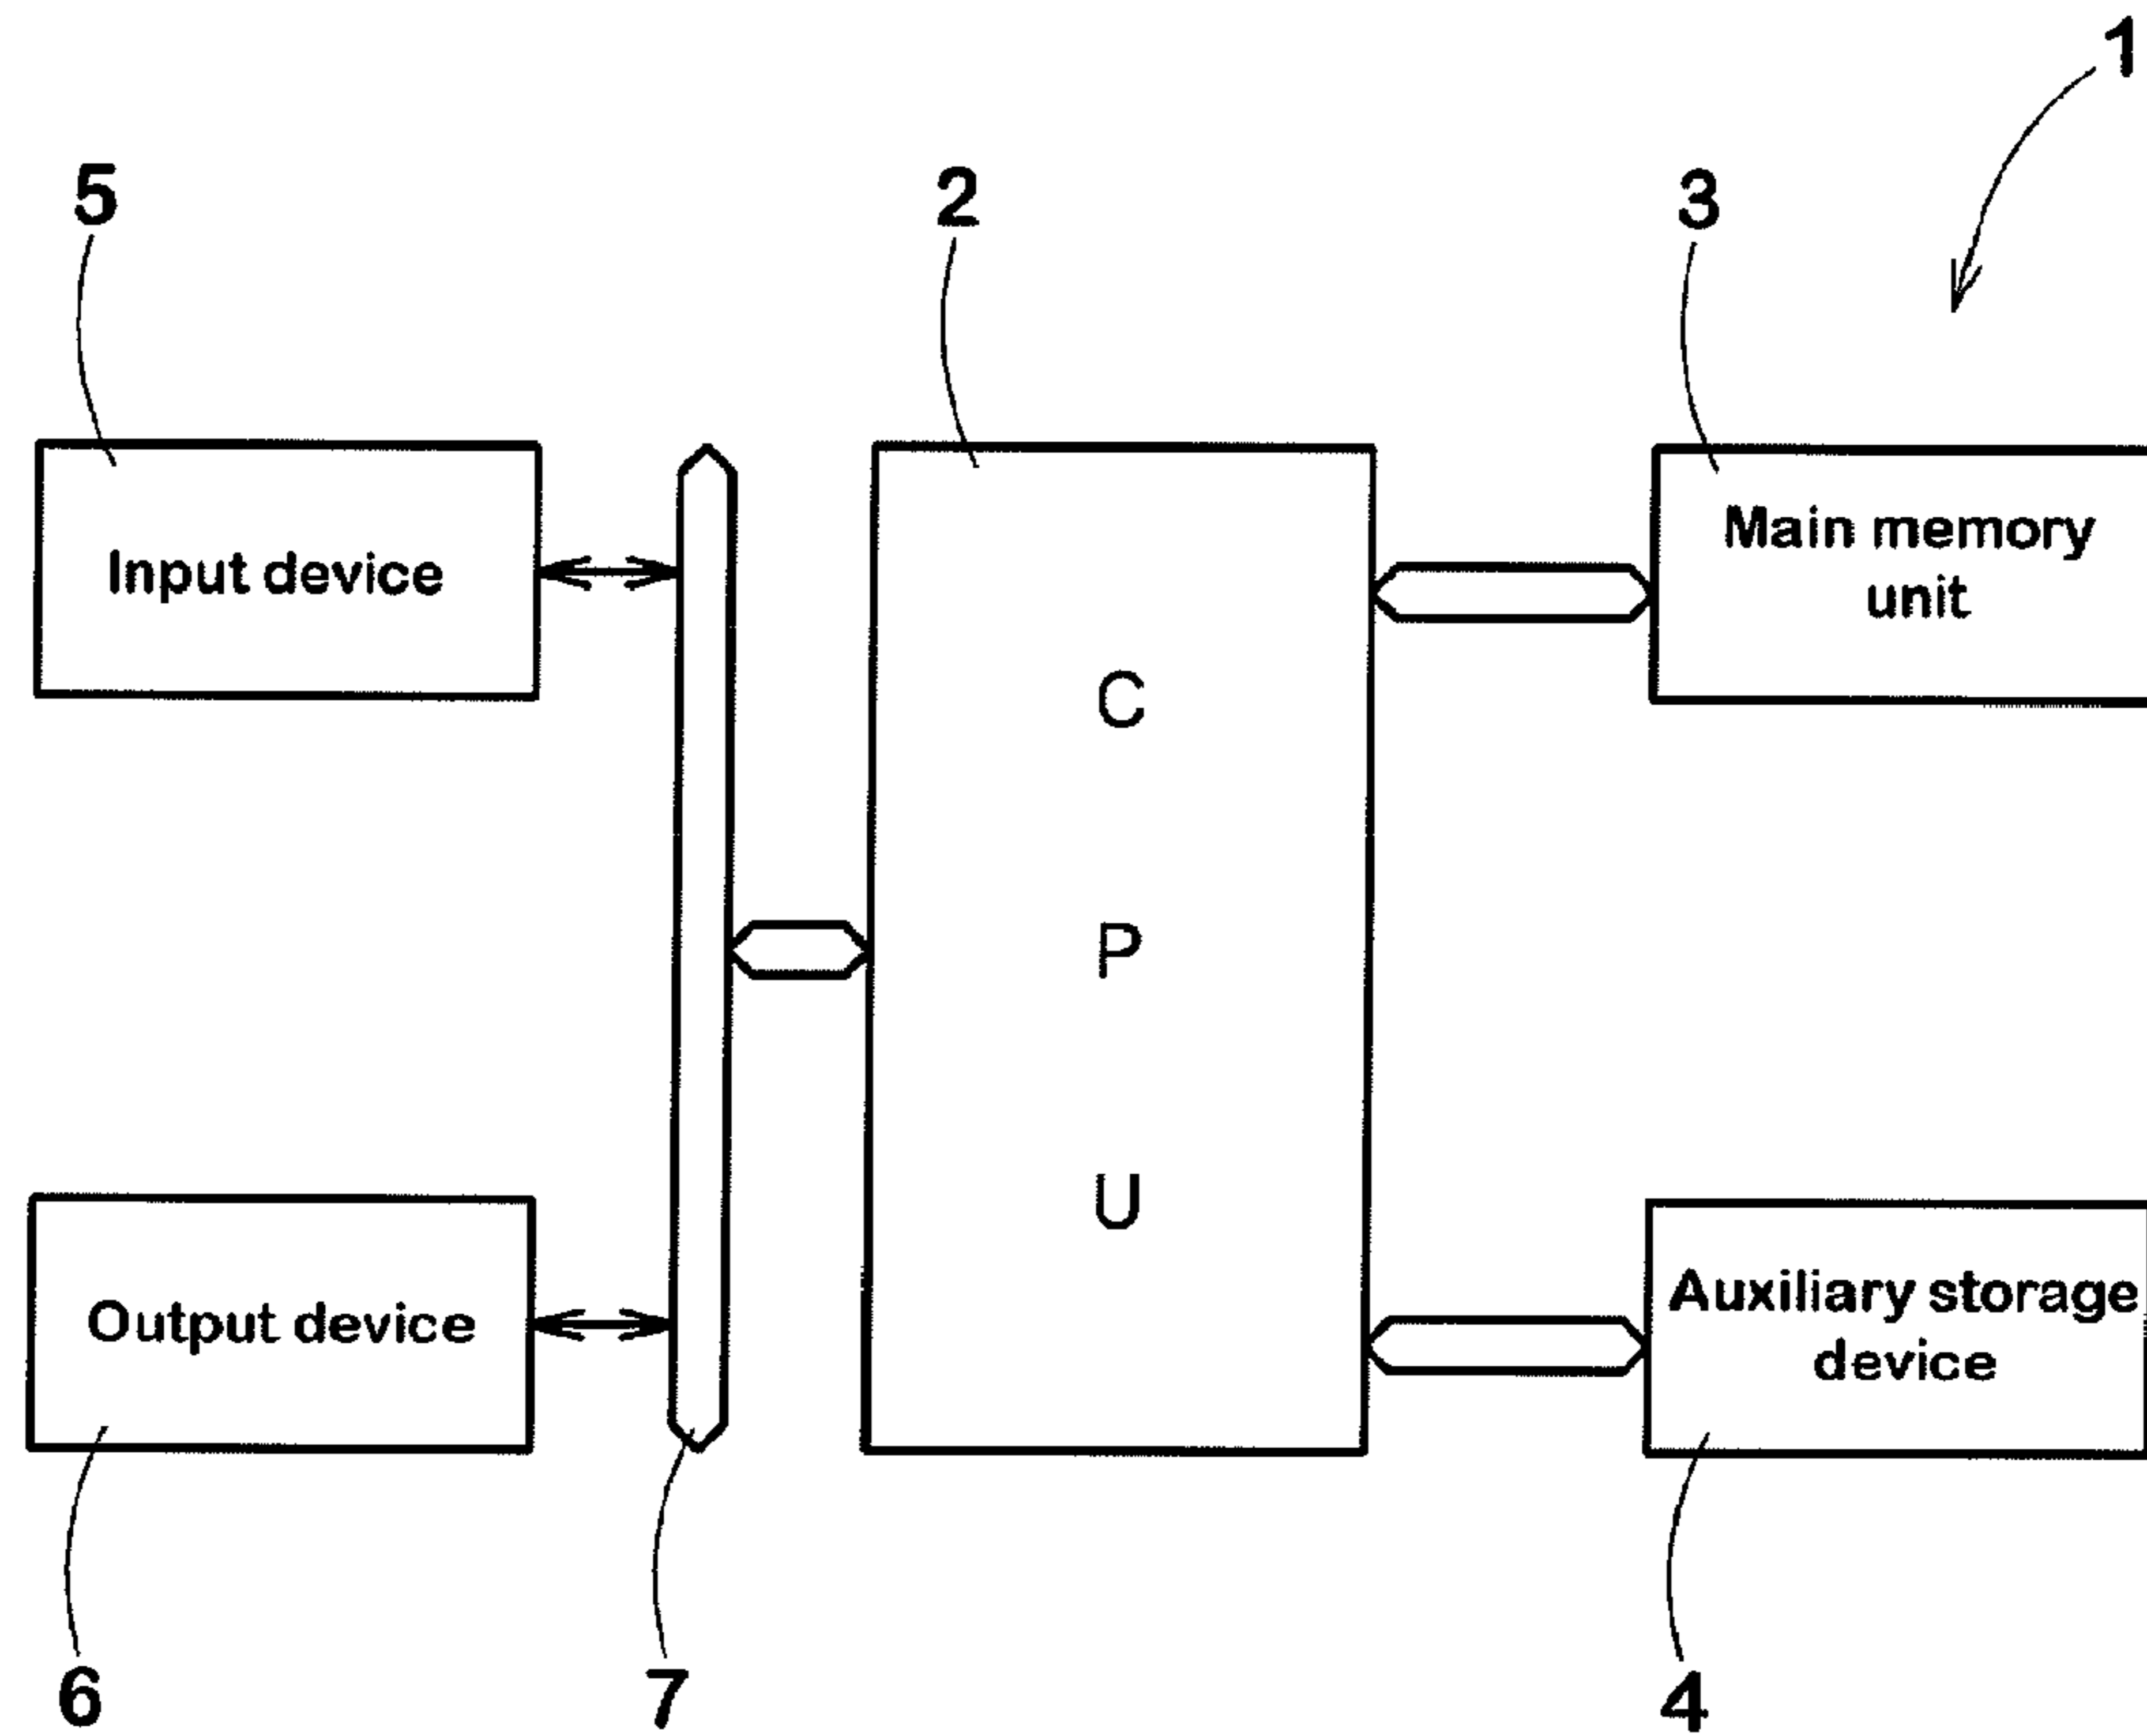 1
5
2
3
Input device
Main memory
unit
C
P
U
Output device
Auxiliary storage
device
6
7
4